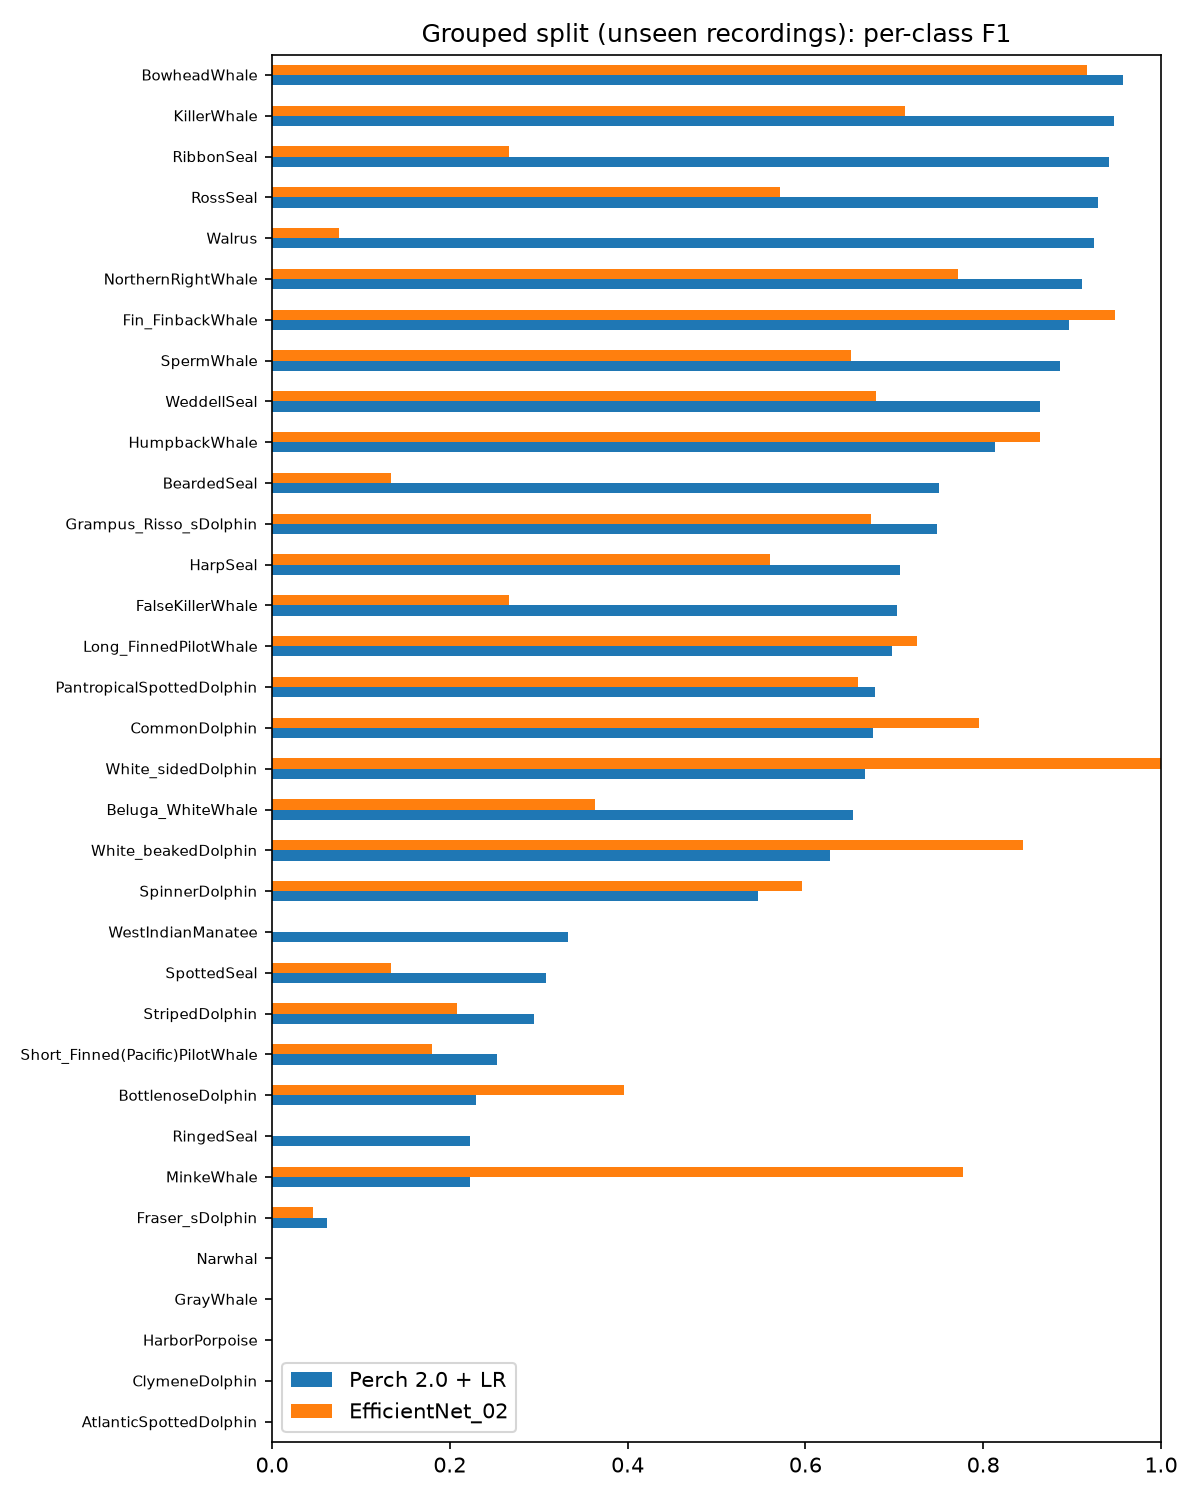 Grouped split (unseen recordings): per-class F1
BowheadWhale
KillerWhale
RibbonSeal
RossSeal
Walrus
NorthernRightWhale
Fin_FinbackWhale
SpermWhale
WeddellSeal
HumpbackWhale
BeardedSeal
Grampus_Risso_sDolphin
HarpSeal
FalseKillerWhale
Long_FinnedPilotWhale
PantropicalSpottedDolphin
CommonDolphin
White_sidedDolphin
Beluga_WhiteWhale
White_beakedDolphin
SpinnerDolphin
WestIndianManatee
SpottedSeal
StripedDolphin
Short_Finned(Pacific)PilotWhale
BottlenoseDolphin
RingedSeal
MinkeWhale
Fraser_sDolphin
Narwhal
GrayWhale
HarborPorpoise
ClymeneDolphin
AtlanticSpottedDolphin
Perch 2.0 + LR
EfficientNet_02
0.0 0.2 0.4 0.6 0.8 1.0